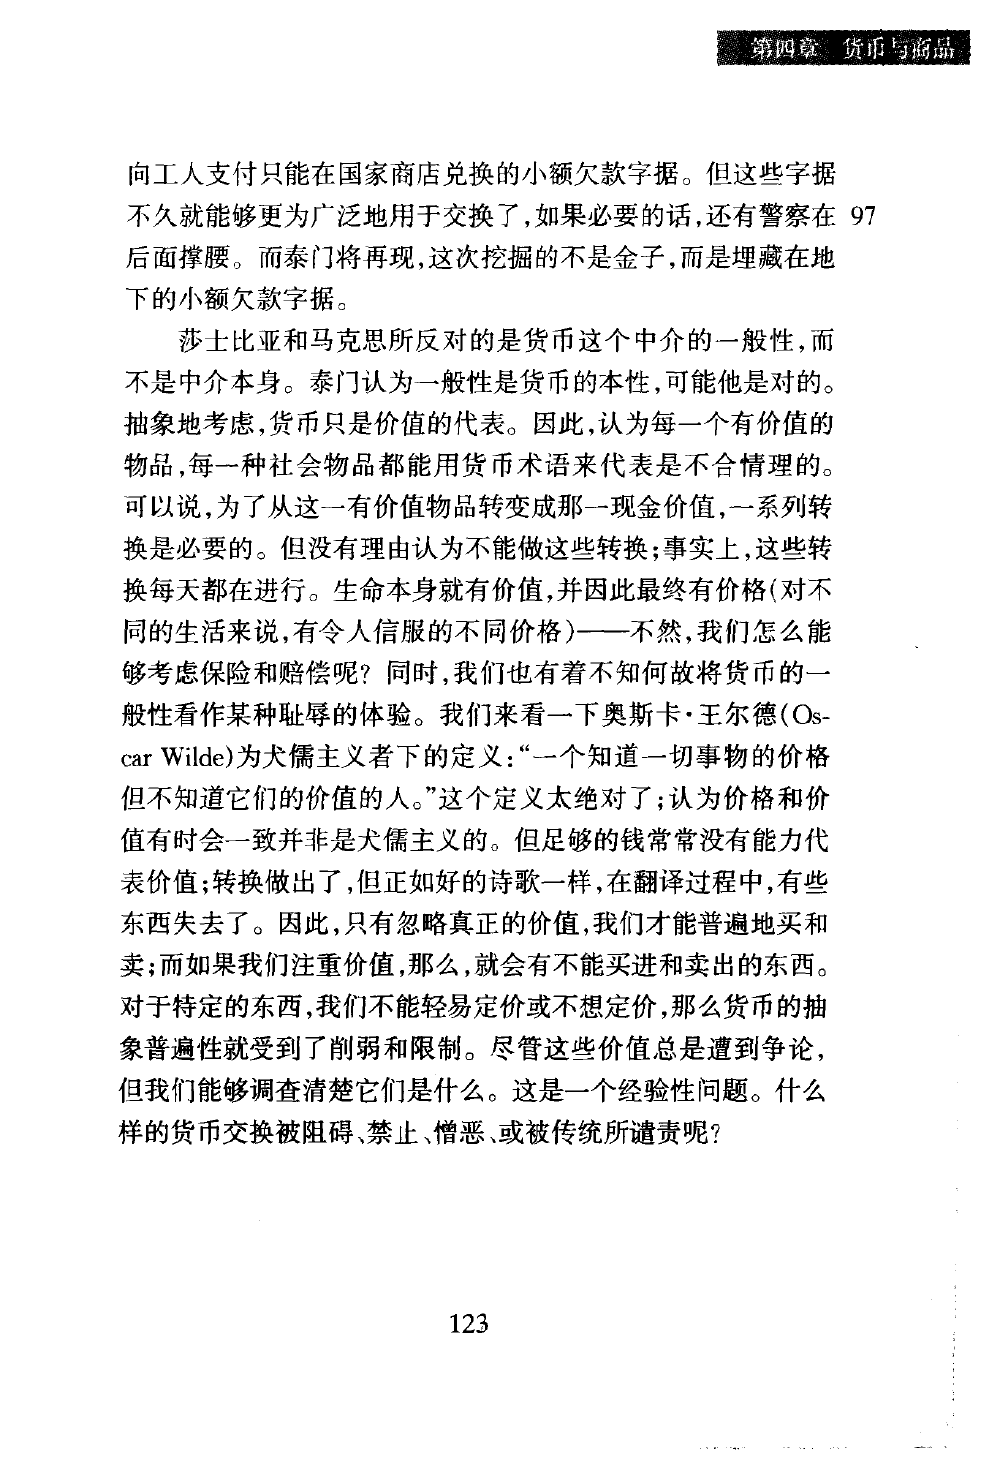 第四章 货币与商品
向工人支付只能在国家商店兑换的小额欠款字据。但这些字据
不久就能够更为广泛地用于交换了,如果必要的话,还有警察在 97
后面撑腰。而泰门将再现,这次挖掘的不是金子,而是埋藏在地
下的小额欠款字据。
莎士比亚和马克思所反对的是货币这个中介的一般性,而
不是中介本身。泰门认为一般性是货币的本性,可能他是对的。
抽象地考虑,货币只是价值的代表。因此,认为每一个有价值的
物品,每一种社会物品都能用货币术语来代表是不合情理的。
可以说,为了从这一有价值物品转变成那一现金价值,一系列转
换是必要的。但没有理由认为不能做这些转换;事实上,这些转
换每天都在进行。生命本身就有价值,并因此最终有价格(对不
同的生活来说,有令人信服的不同价格)——不然,我们怎么能
够考虑保险和赔偿呢? 同时,我们也有着不知何故将货币的一
般性看作某种耻辱的体验。我们来看一下奥斯卡·王尔德(Os-
car Wilde)为犬儒主义者下的定义:“一个知道一切事物的价格
但不知道它们的价值的人。”这个定义太绝对了;认为价格和价
值有时会一致并非是犬儒主义的。但足够的钱常常没有能力代
表价值;转换做出了,但正如好的诗歌一样,在翻译过程中,有些
东西失去了。因此,只有忽略真正的价值,我们才能普遍地买和
卖;而如果我们注重价值,那么,就会有不能买进和卖出的东西。
对于特定的东西,我们不能轻易定价或不想定价,那么货币的抽
象普遍性就受到了削弱和限制。尽管这些价值总是遭到争论,
但我们能够调查清楚它们是什么。这是一个经验性问题。什么
样的货币交换被阻碍、禁止、憎恶、或被传统所谴责呢?
123